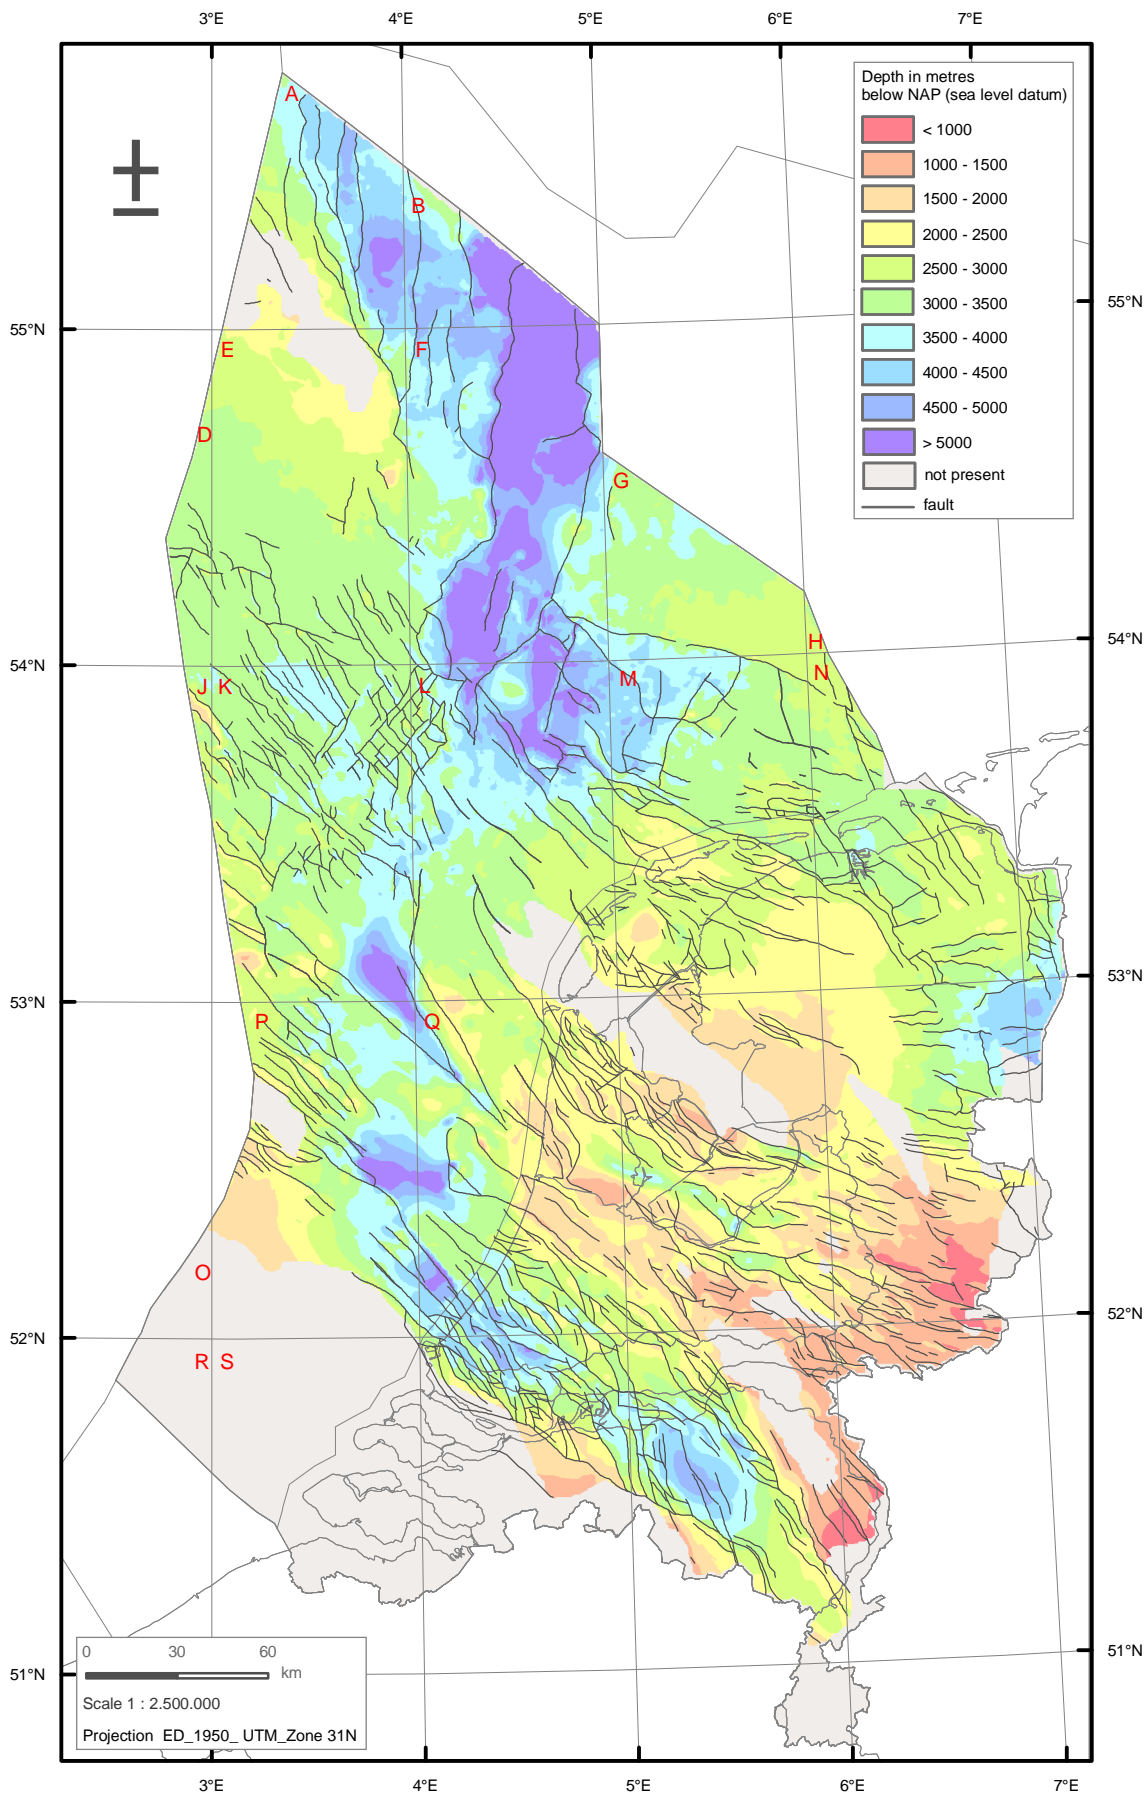 3°E 4°E 5°E 6°E 7°E
Depth in metres
below NAP (sea level datum)
< 1000
1000 - 1500
1500 - 2000
2000 - 2500
2500 - 3000
3000 - 3500
3500 - 4000
4000 - 4500
4500 - 5000
> 5000
not present
fault
A
B
55°N 55°N
E F
D
G
54°N 54°N
H
J K L M N
53°N 53°N
P Q
O
52°N 52°N
R S
51°N 51°N
0 30 60
km
Scale 1 : 2.500.000
Projection ED_1950_ UTM_Zone 31N
3°E 4°E 5°E 6°E 7°E